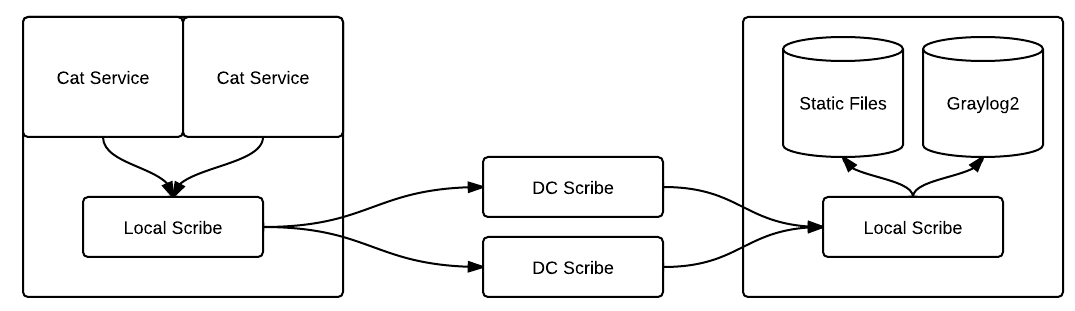 Cat Service
Cat Service
Static Files
Graylog2
DC Scribe
Local Scribe
Local Scribe
DC Scribe